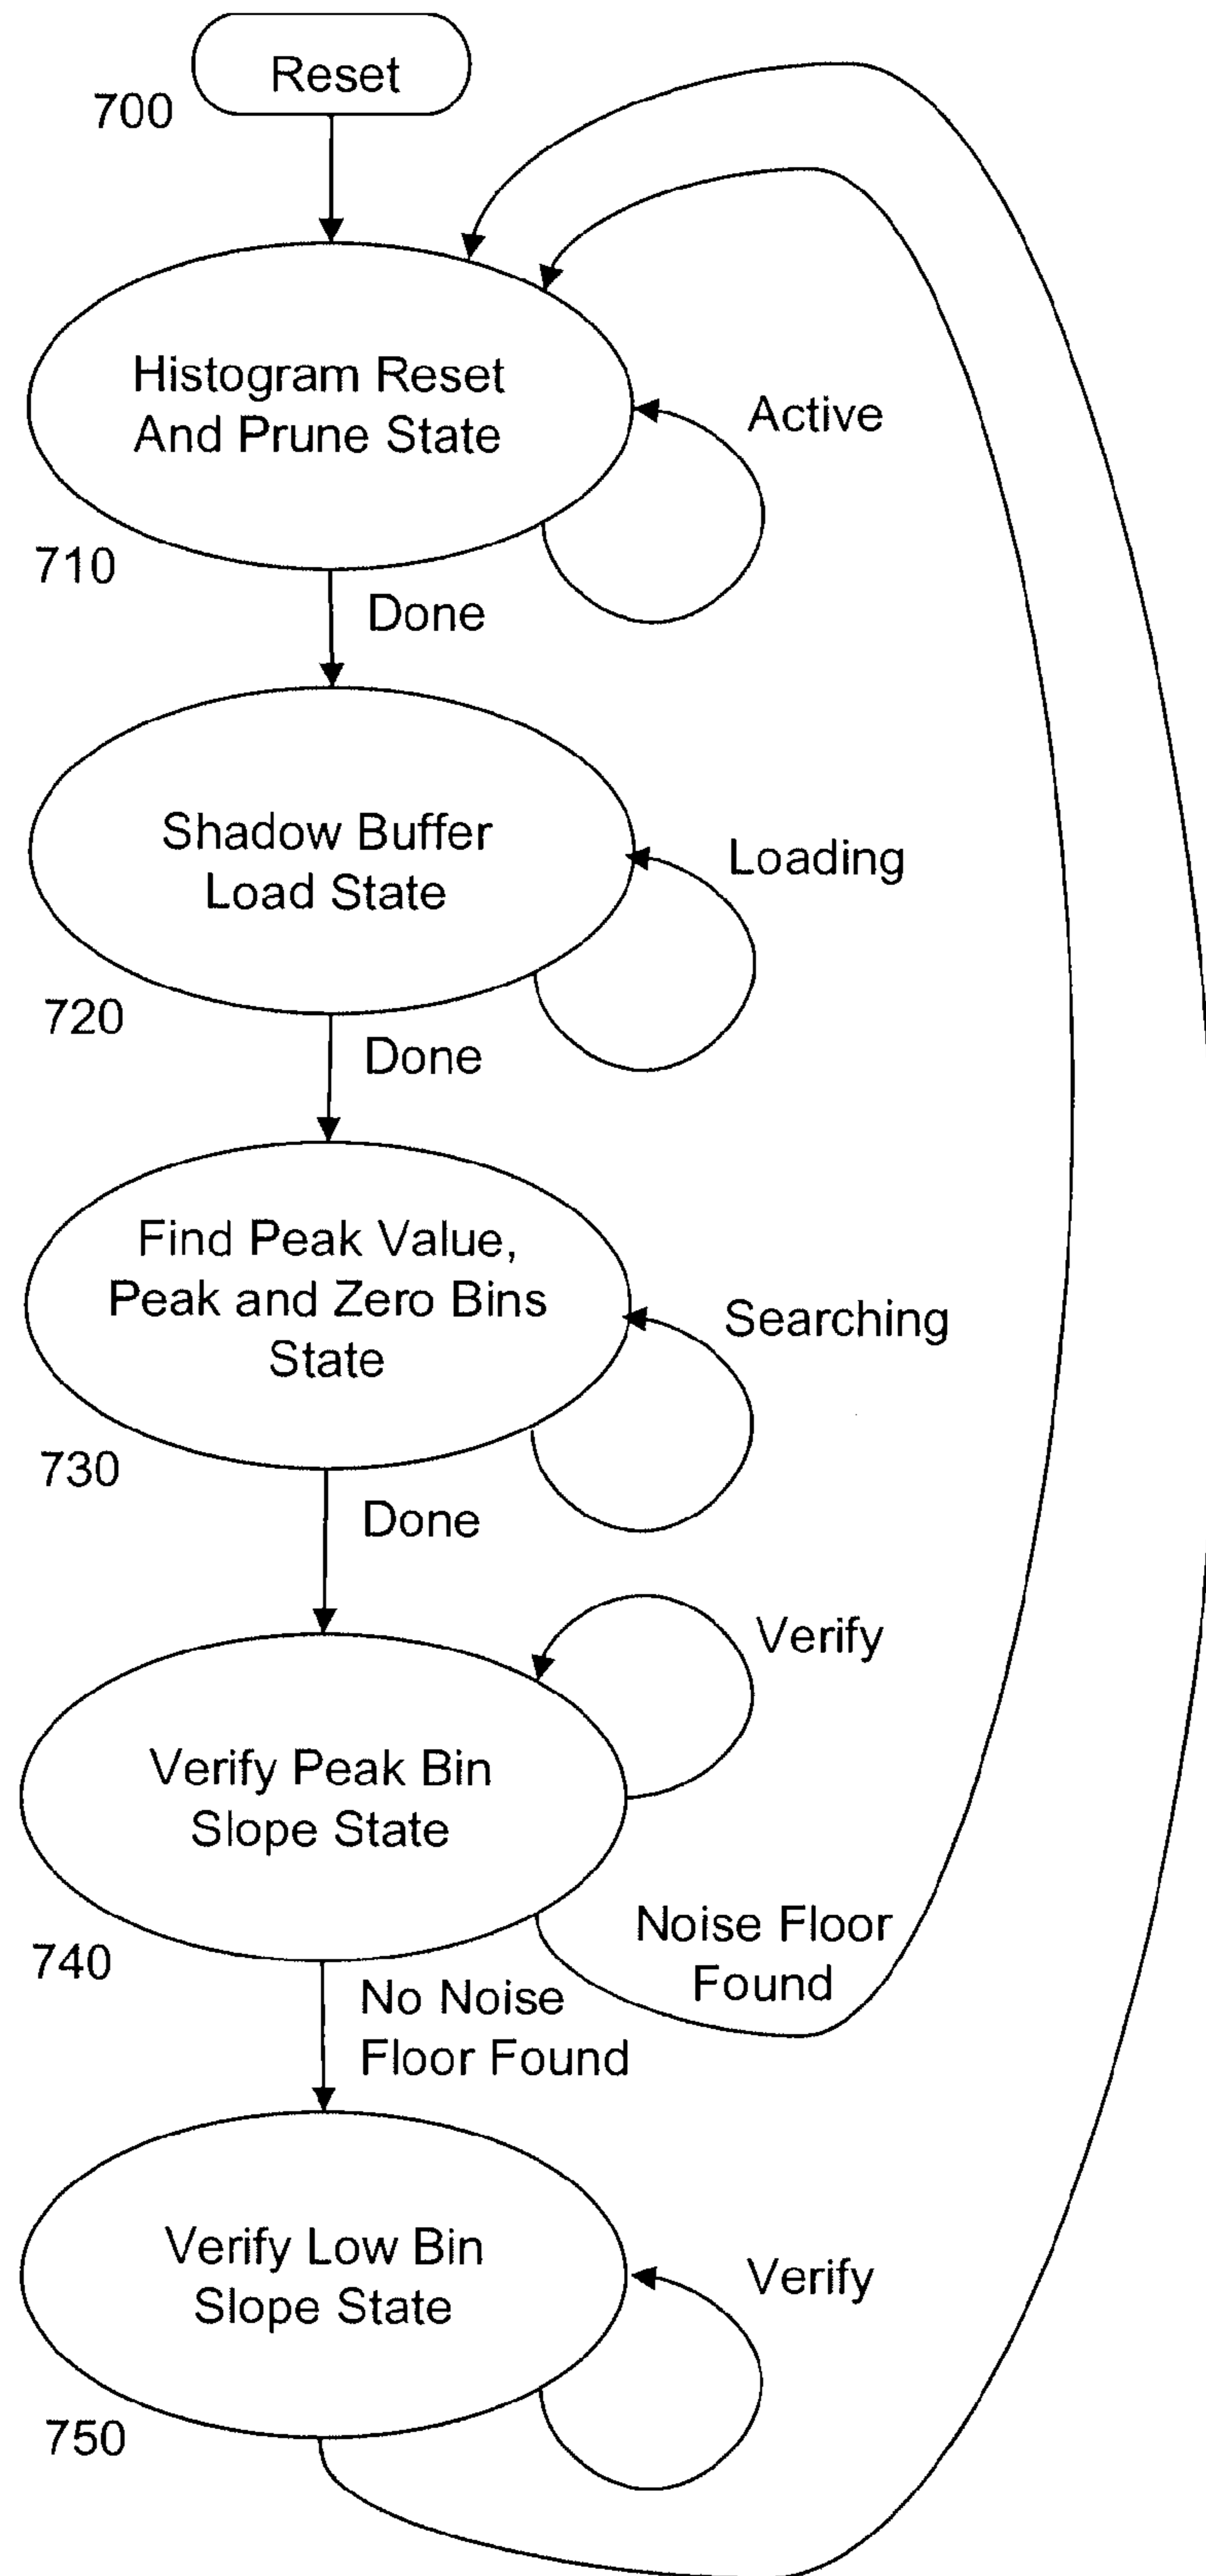 Reset
700
Histogram Reset
And Prune State
Active
710
Done
Shadow Buffer
Load State
Loading
720
Done
Find Peak Value,
Peak and Zero Bins
State
Searching
730
Done
Verify
Verify Peak Bin
Slope State
740
Noise Floor
Found
No Noise
Floor Found
Verify Low Bin
Slope State
Verify
750